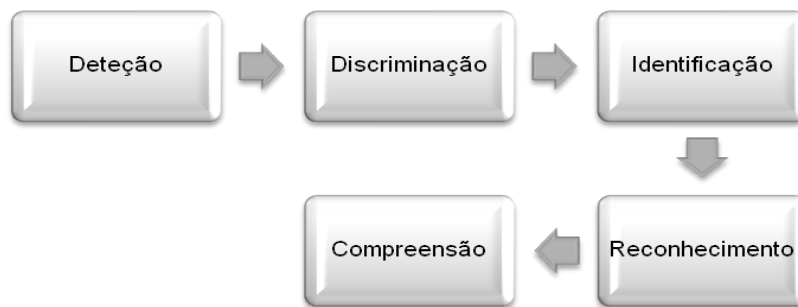 Deteção
Discriminação
Identificação
Reconhecimento
Compreensão